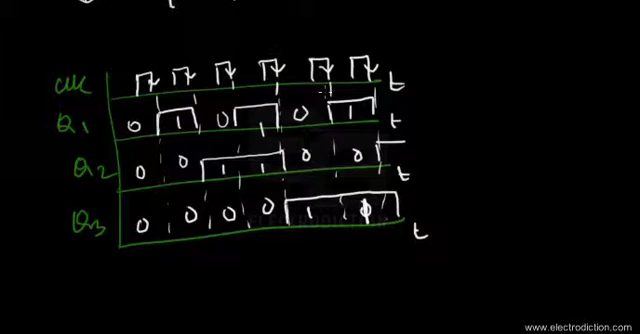 CLK t
Q1 0 1 0 1 0 1 t
Q2 0 0 1 1 0 0 t
Q3 0 0 0 0 1 t
www.electrodiction.com